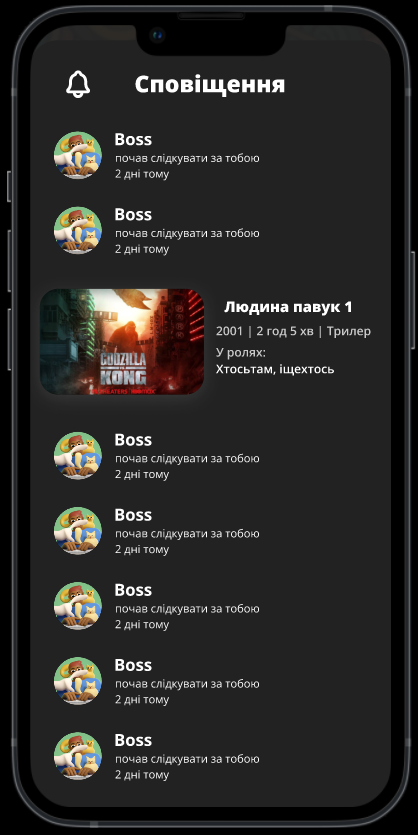 Сповіщення
Boss
почав слідкувати за тобою
2 дні тому
Boss
почав слідкувати за тобою
2 дні тому
GODZILLA
VS.
KONG
Людина павук 1
2001 | 2 год 5 хв | Трилер
У ролях:
Хтосьтам, іщехтось
Boss
почав слідкувати за тобою
2 дні тому
Boss
почав слідкувати за тобою
2 дні тому
Boss
почав слідкувати за тобою
2 дні тому
Boss
почав слідкувати за тобою
2 дні тому
Boss
почав слідкувати за тобою
2 дні тому